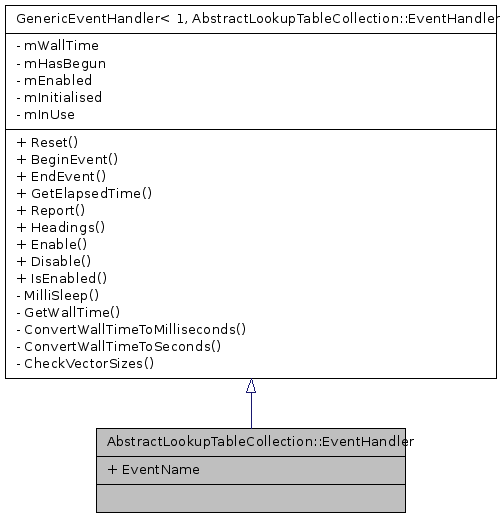 GenericEventHandler< 1, AbstractLookupTableCollection::EventHandler
- mWallTime
- mHasBegun
- mEnabled
- mInitialised
- mInUse
+ Reset()
+ BeginEvent()
+ EndEvent()
+ GetElapsedTime()
+ Report()
+ Headings()
+ Enable()
+ Disable()
+ IsEnabled()
- MilliSleep()
- GetWallTime()
- ConvertWallTimeToMilliseconds()
- ConvertWallTimeToSeconds()
- CheckVectorSizes()
AbstractLookupTableCollection::EventHandler
+ EventName